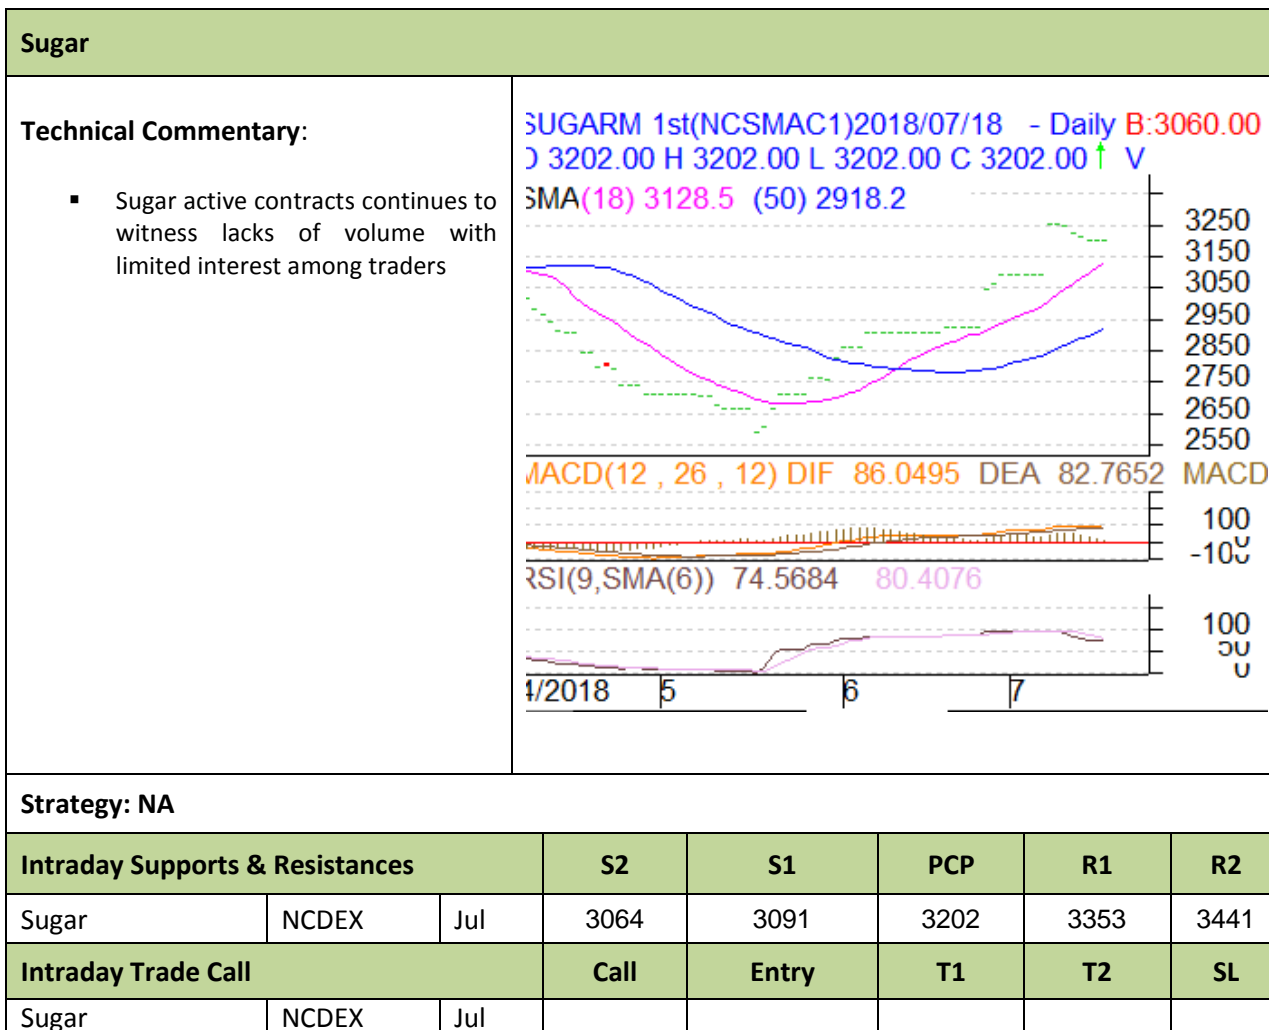 Sugar
Technical Commentary:
▪ Sugar active contracts continues to
witness lacks of volume with
limited interest among traders
SUGARM 1st(NCSMAC1)2018/07/18 - Daily B:3060.00
O 3202.00 H 3202.00 L 3202.00 C 3202.00 V
SMA(18) 3128.5 (50) 2918.2
3250
3150
3050
2950
2850
2750
2650
2550
MACD(12 , 26 , 12) DIF 86.0495 DEA 82.7652 MACD
100
0
-100
RSI(9,SMA(6)) 74.5684 80.4076
100
50
0
4/2018 5 6 7
Strategy: NA
Intraday Supports & Resistances S2 S1 PCP R1 R2
Sugar NCDEX Jul 3064 3091 3202 3353 3441
Intraday Trade Call Call Entry T1 T2 SL
Sugar NCDEX Jul